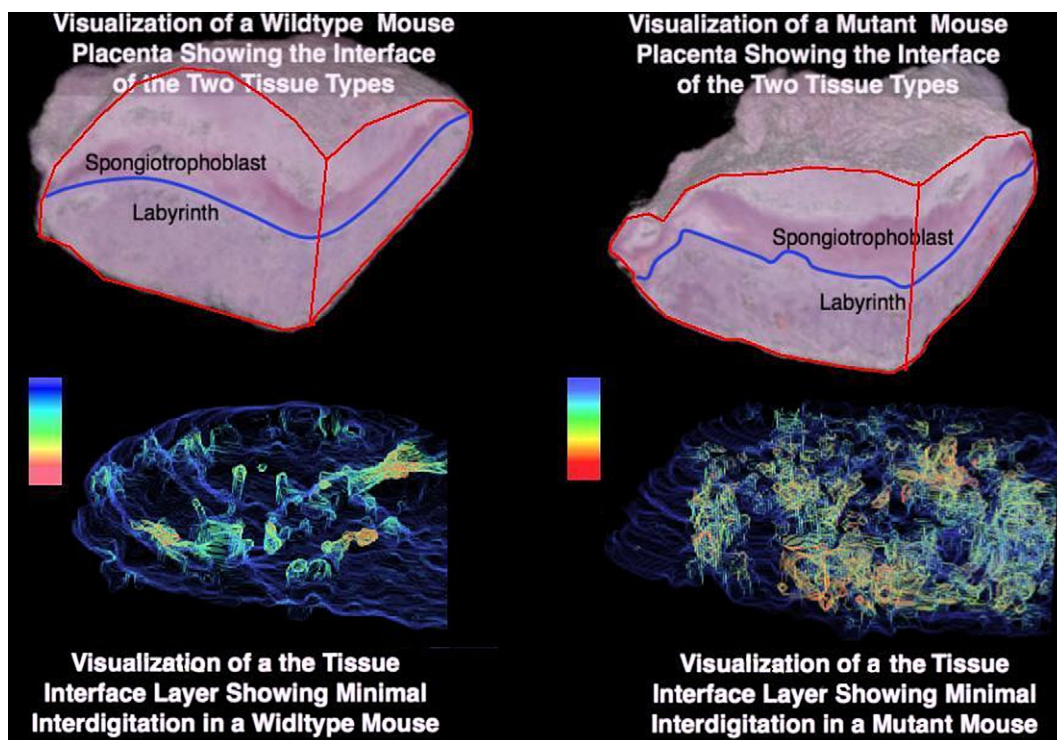 Visualization of a Wildtype Mouse
Placenta Showing the Interface
of the Two Tissue Types
Spongiotrophoblast
Labyrinth
Visualization of a Mutant Mouse
Placenta Showing the Interface
of the Two Tissue Types
Spongiotrophoblast
Labyrinth
Visualization of a the Tissue
Interface Layer Showing Minimal
Interdigitation in a Widltype Mouse
Visualization of a the Tissue
Interface Layer Showing Minimal
Interdigitation in a Mutant Mouse